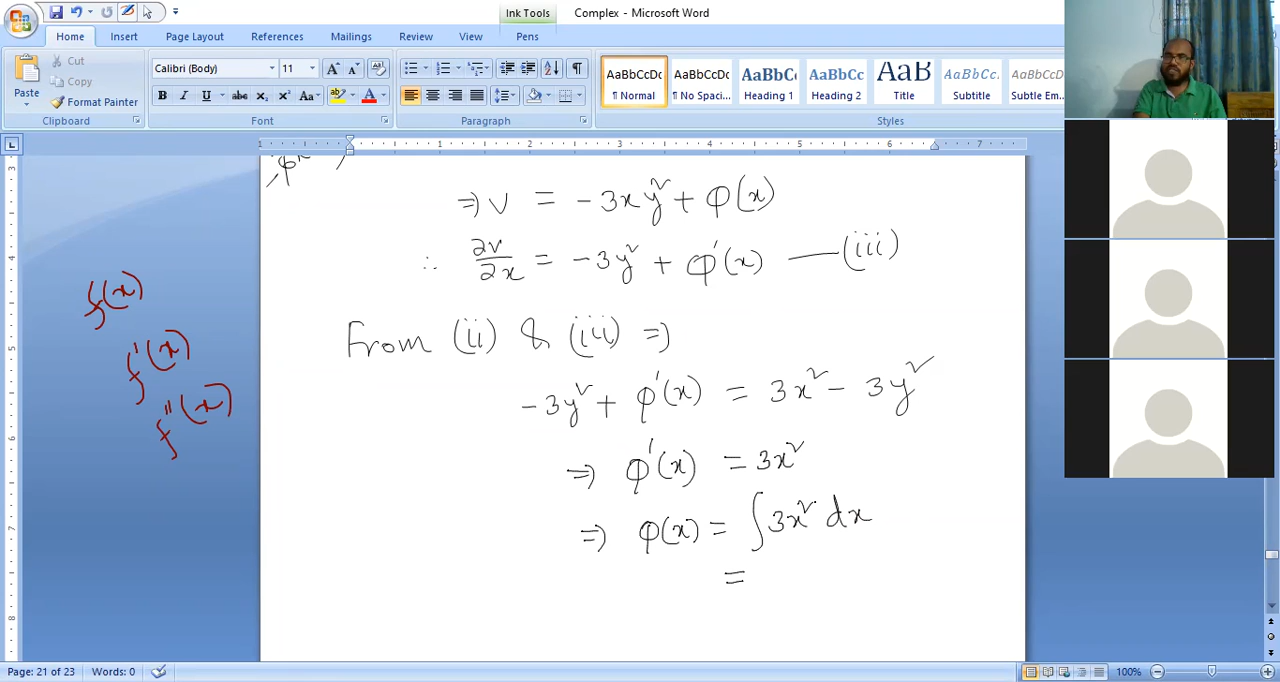 Ink Tools
Complex - Microsoft Word
Home Insert Page Layout References Mailings Review View Pens
Paste
Cut
Copy
Format Painter
Clipboard
Calibri (Body) 11
Font
Paragraph
AaBbCcDc
¶ Normal
AaBbCcDc
¶ No Spaci...
AaBbC
Heading 1
AaBbCc
Heading 2
AaB
Title
AaBbCc.
Subtitle
AaBbCcDc
Subtle Em...
Styles
⇒ v = -3xy² + φ(x)
∴ ∂v/∂x = -3y² + φ'(x) — (iii)
f(x)
f'(x)
f''(x)
From (ii) & (iii) ⇒
-3y² + φ'(x) = 3x² - 3y²
⇒ φ'(x) = 3x²
⇒ φ(x) = ∫3x² dx
=
Page: 21 of 23 Words: 0
100%